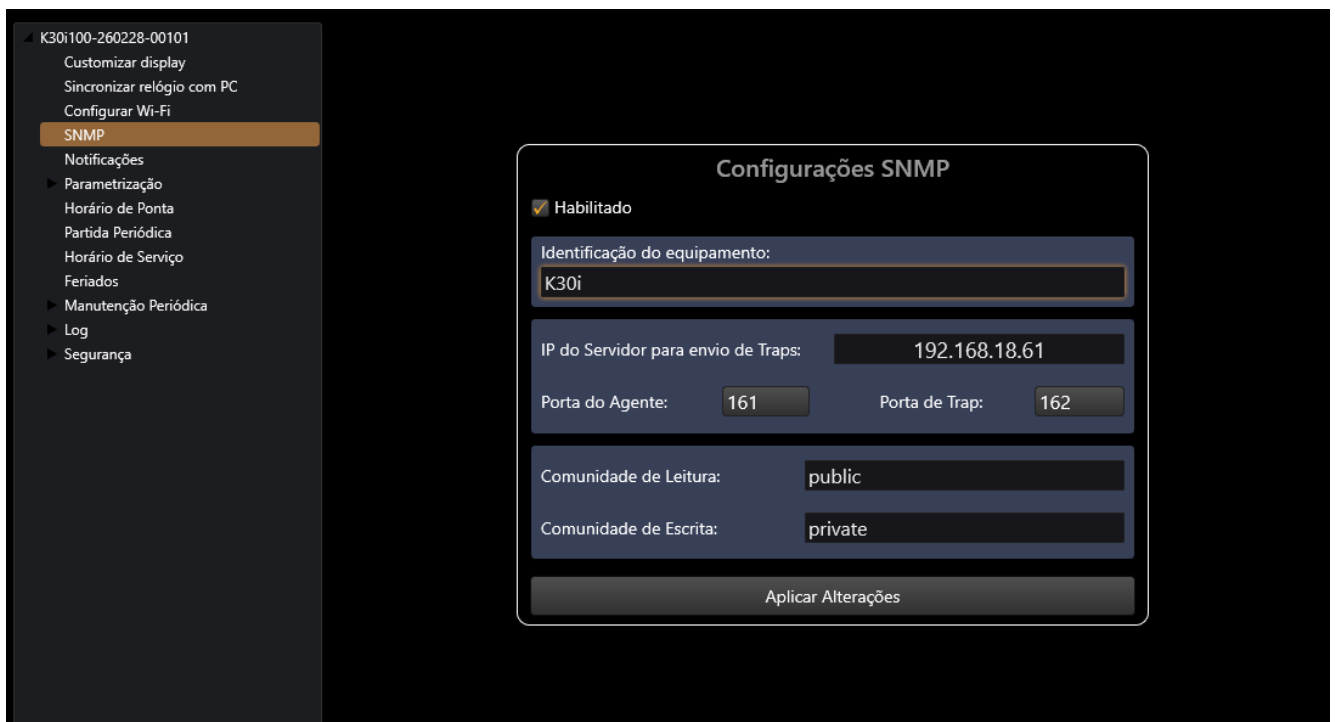 K30i100-260228-00101
Customizar display
Sincronizar relógio com PC
Configurar Wi-Fi
SNMP
Notificações
Parametrização
Horário de Ponta
Partida Periódica
Horário de Serviço
Feriados
Manutenção Periódica
Log
Segurança
Configurações SNMP
Habilitado
Identificação do equipamento:
K30i
IP do Servidor para envio de Traps: 192.168.18.61
Porta do Agente: 161 Porta de Trap: 162
Comunidade de Leitura: public
Comunidade de Escrita: private
Aplicar Alterações